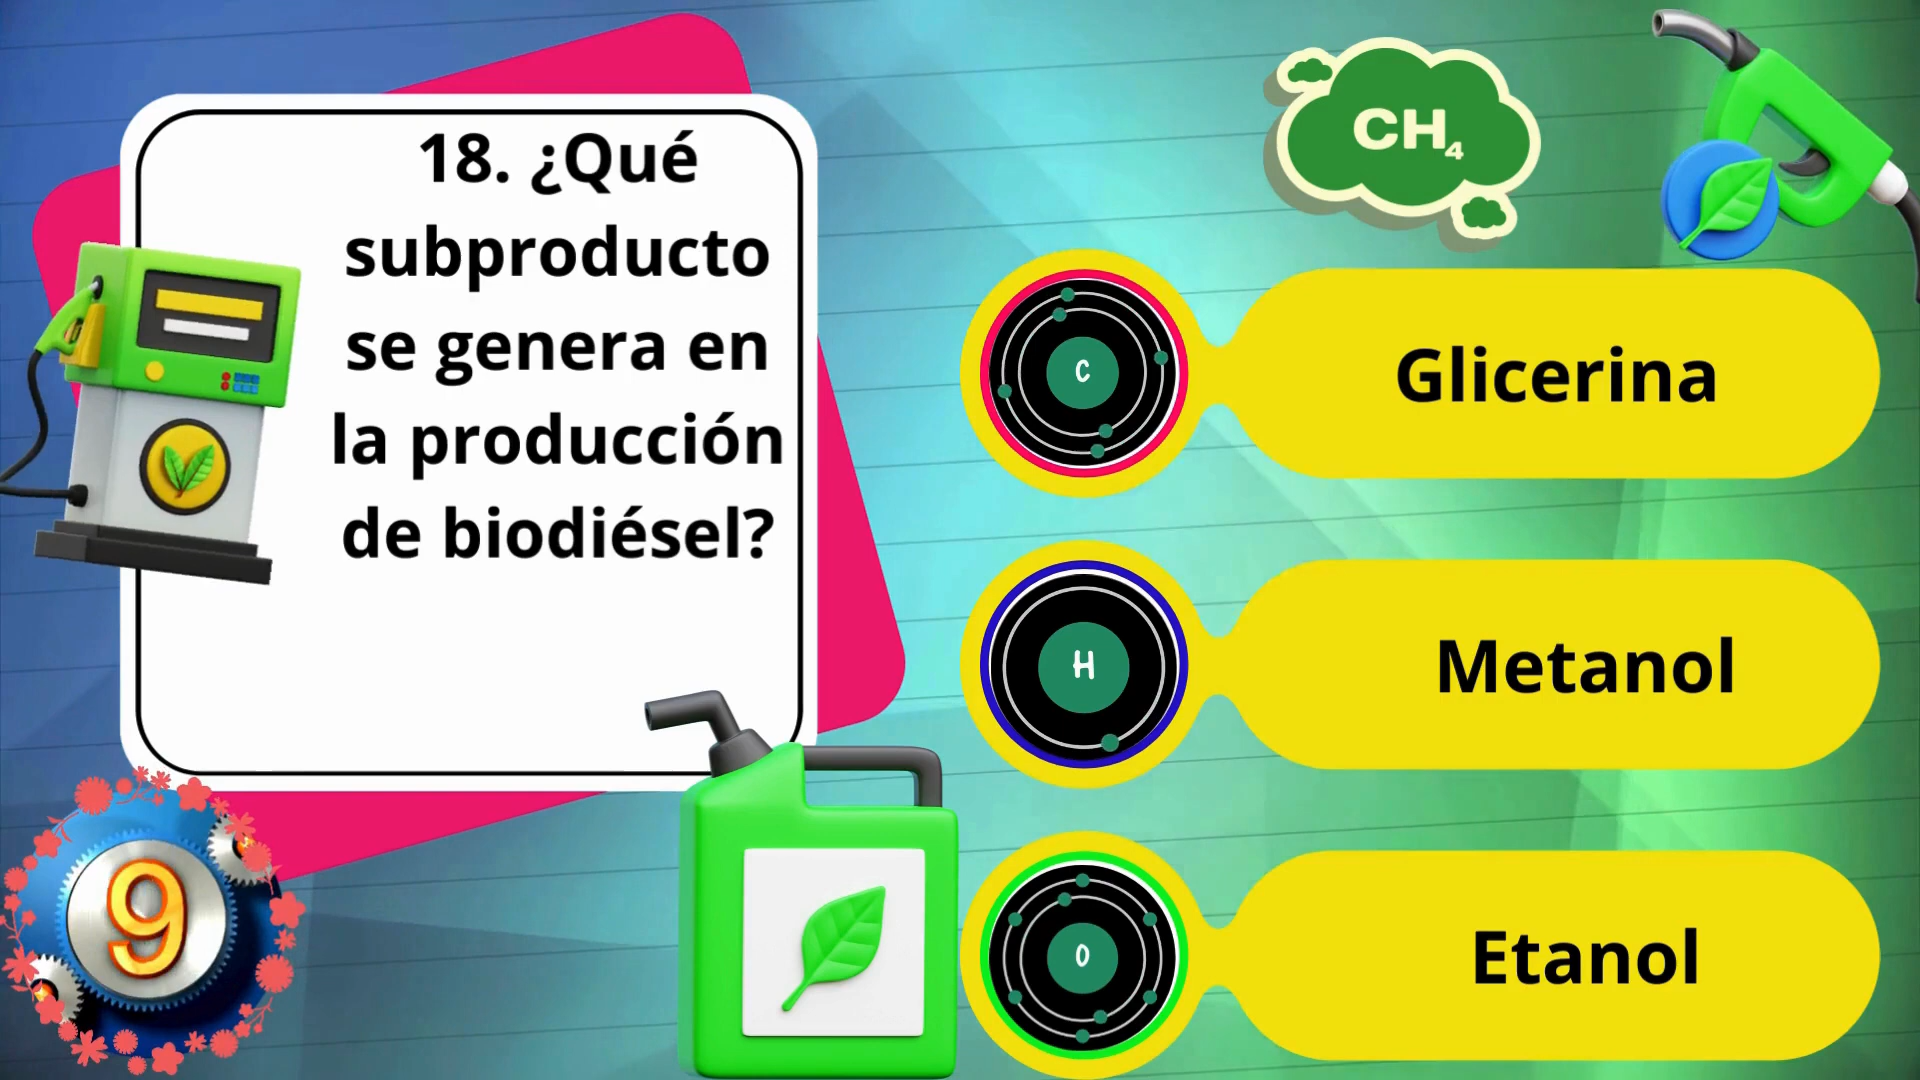 18. ¿Qué
subproducto
se genera en
la producción
de biodiésel?
CH₄
C
Glicerina
H
Metanol
O
Etanol
9